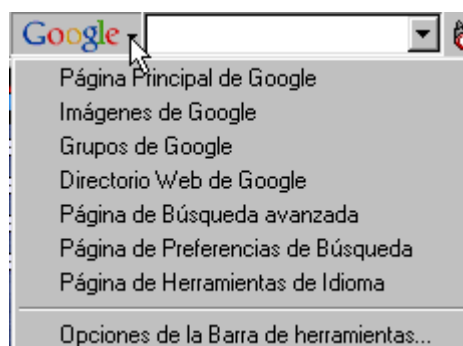 Google
Página Principal de Google
Imágenes de Google
Grupos de Google
Directorio Web de Google
Página de Búsqueda avanzada
Página de Preferencias de Búsqueda
Página de Herramientas de Idioma
Opciones de la Barra de herramientas...